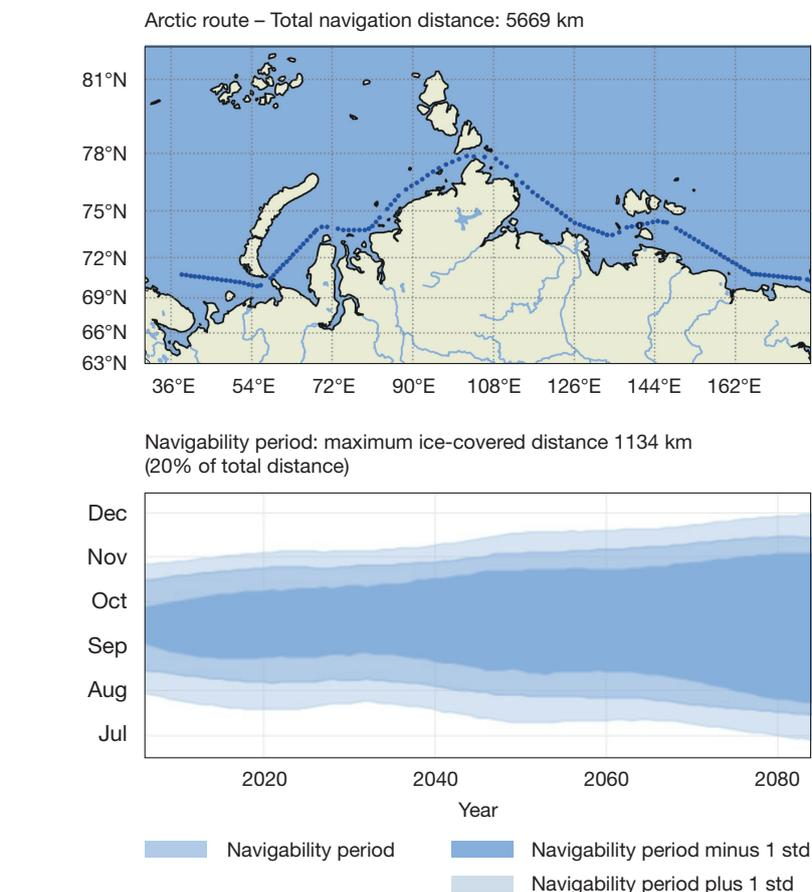 Arctic route – Total navigation distance: 5669 km
81°N
78°N
75°N
72°N
69°N
66°N
63°N
36°E 54°E 72°E 90°E 108°E 126°E 144°E 162°E
Navigability period: maximum ice-covered distance 1134 km
(20% of total distance)
Dec
Nov
Oct
Sep
Aug
Jul
2020 2040 2060 2080
Year
Navigability period Navigability period minus 1 std
Navigability period plus 1 std